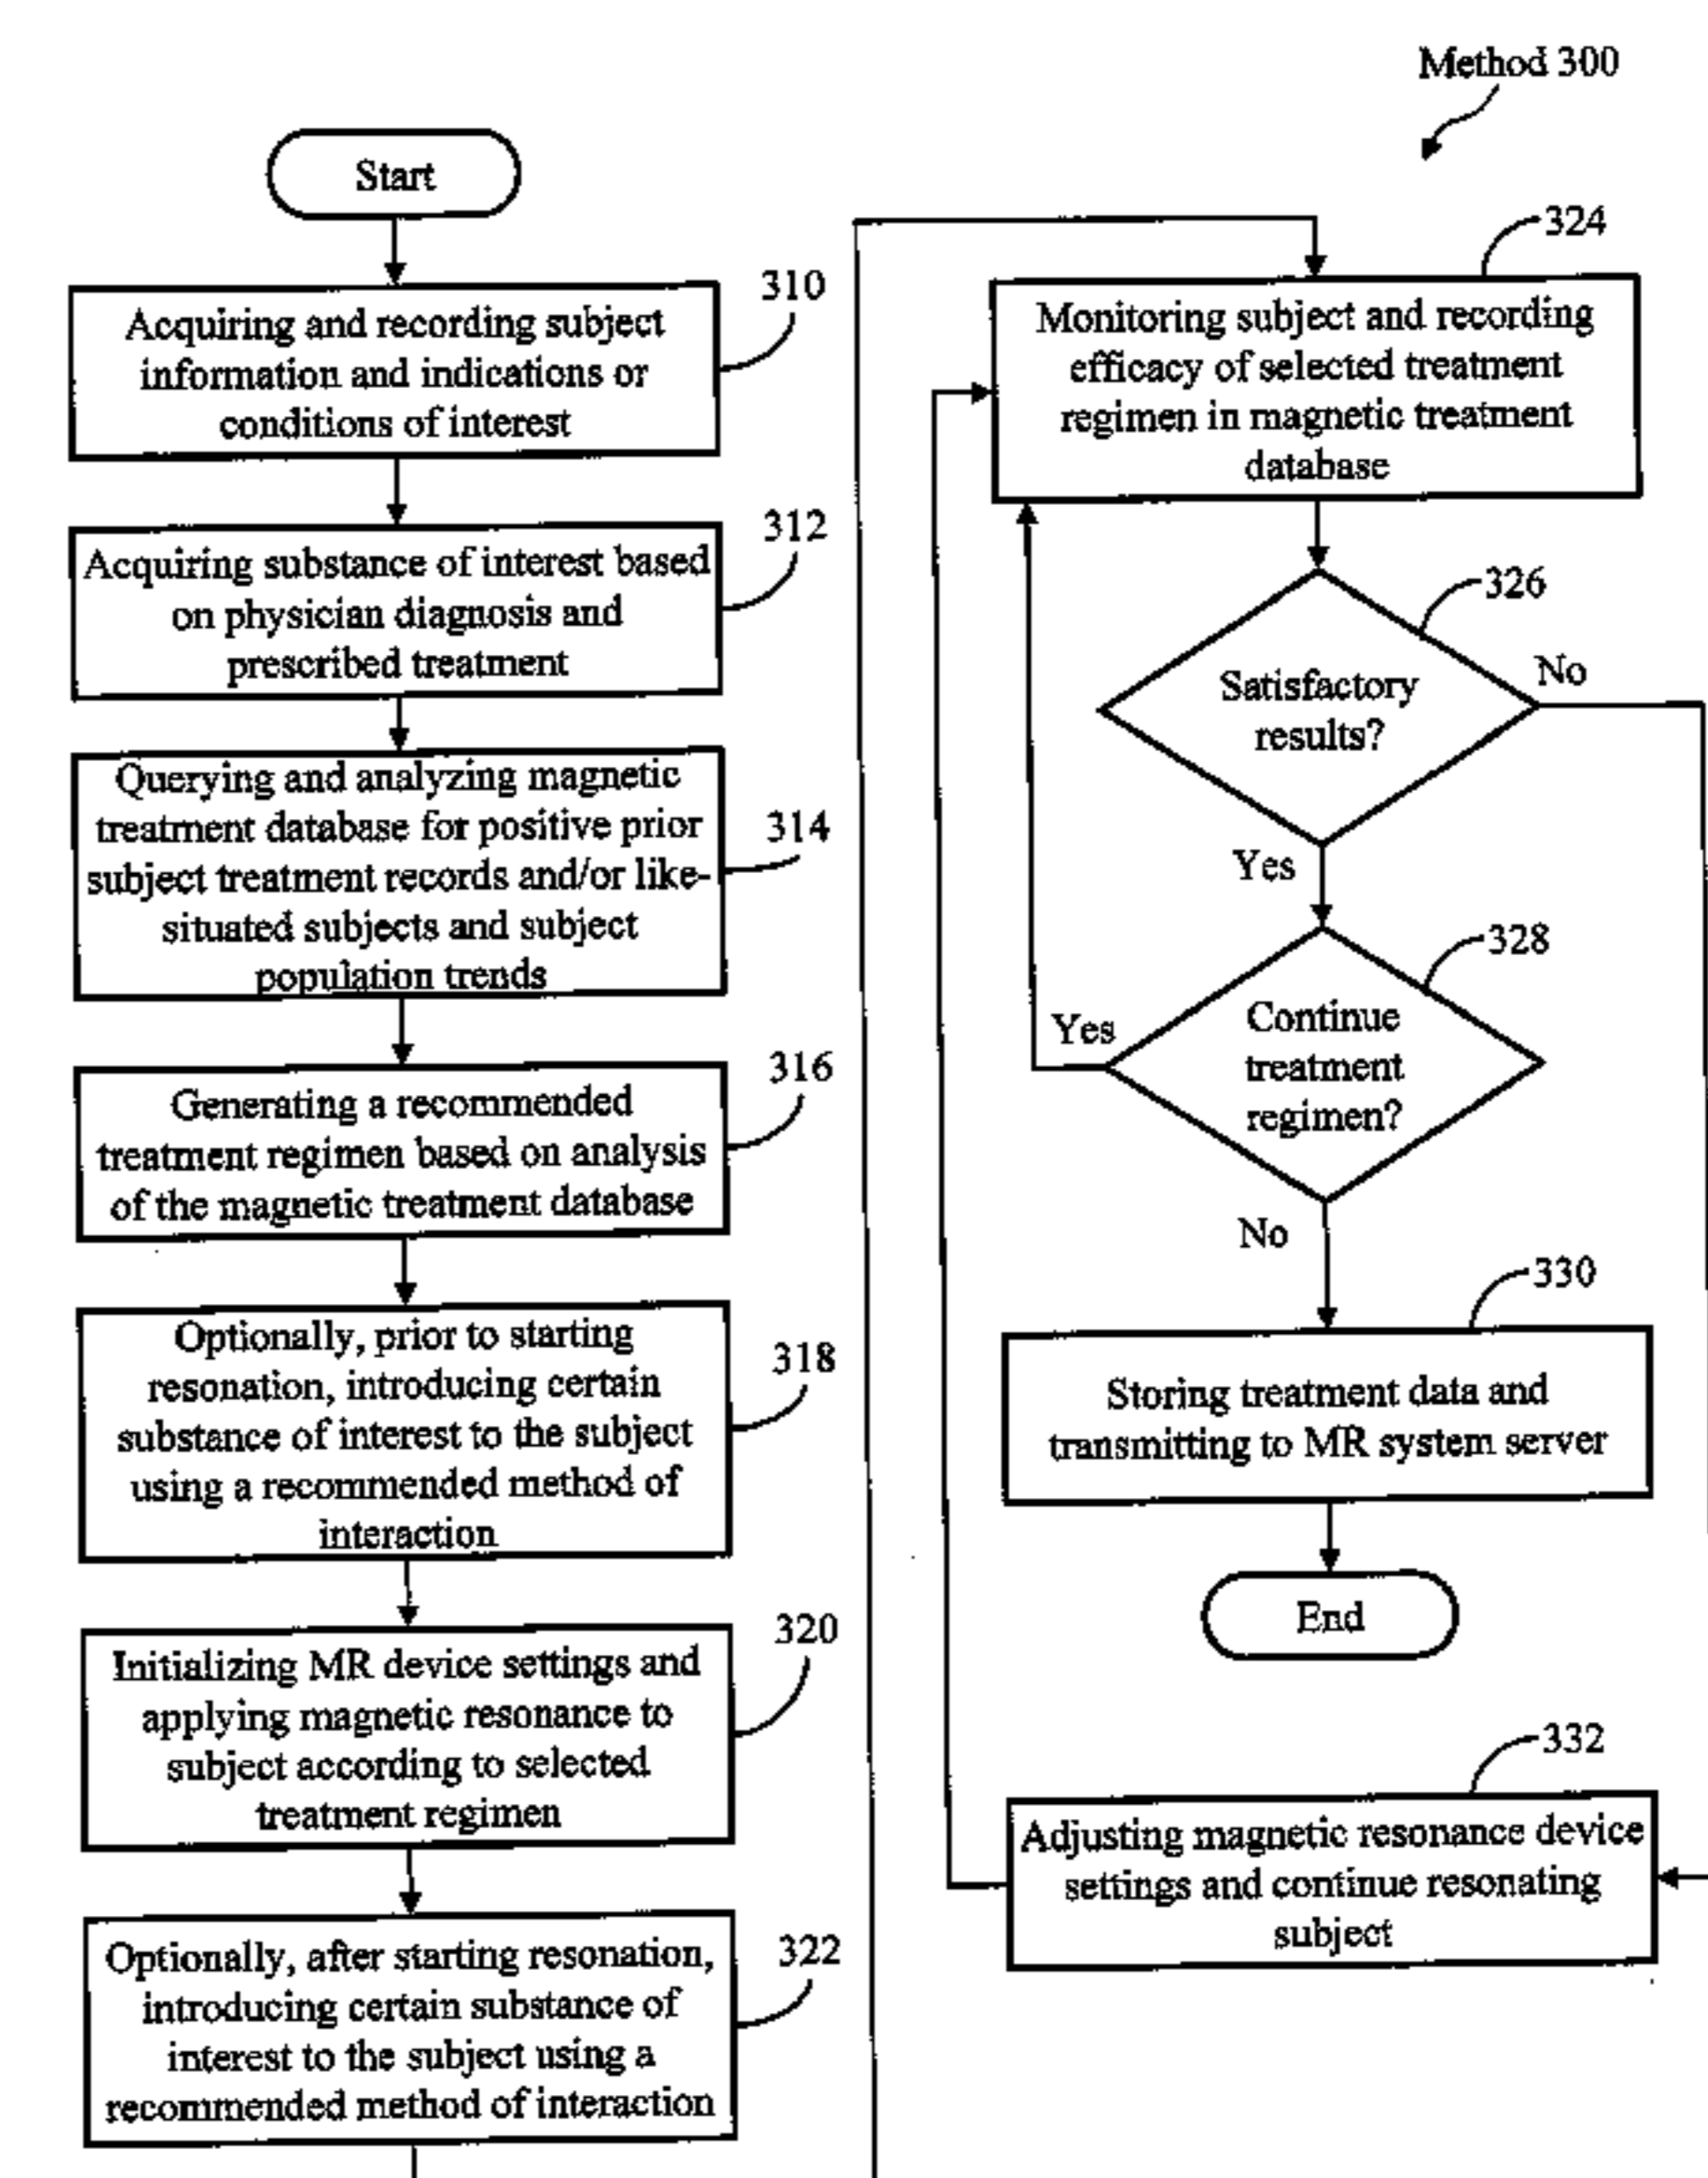 Method 300
Start
310
Acquiring and recording subject
information and indications or
conditions of interest
312
Acquiring substance of interest based
on physician diagnosis and
prescribed treatment
314
Querying and analyzing magnetic
treatment database for positive prior
subject treatment records and/or like-
situated subjects and subject
population trends
316
Generating a recommended
treatment regimen based on analysis
of the magnetic treatment database
318
Optionally, prior to starting
resonation, introducing certain
substance of interest to the subject
using a recommended method of
interaction
320
Initializing MR device settings and
applying magnetic resonance to
subject according to selected
treatment regimen
322
Optionally, after starting resonation,
introducing certain substance of
interest to the subject using a
recommended method of interaction
324
Monitoring subject and recording
efficacy of selected treatment
regimen in magnetic treatment
database
326
Satisfactory
results?
No
Yes
328
Continue
treatment
regimen?
Yes
No
330
Storing treatment data and
transmitting to MR system server
End
332
Adjusting magnetic resonance device
settings and continue resonating
subject